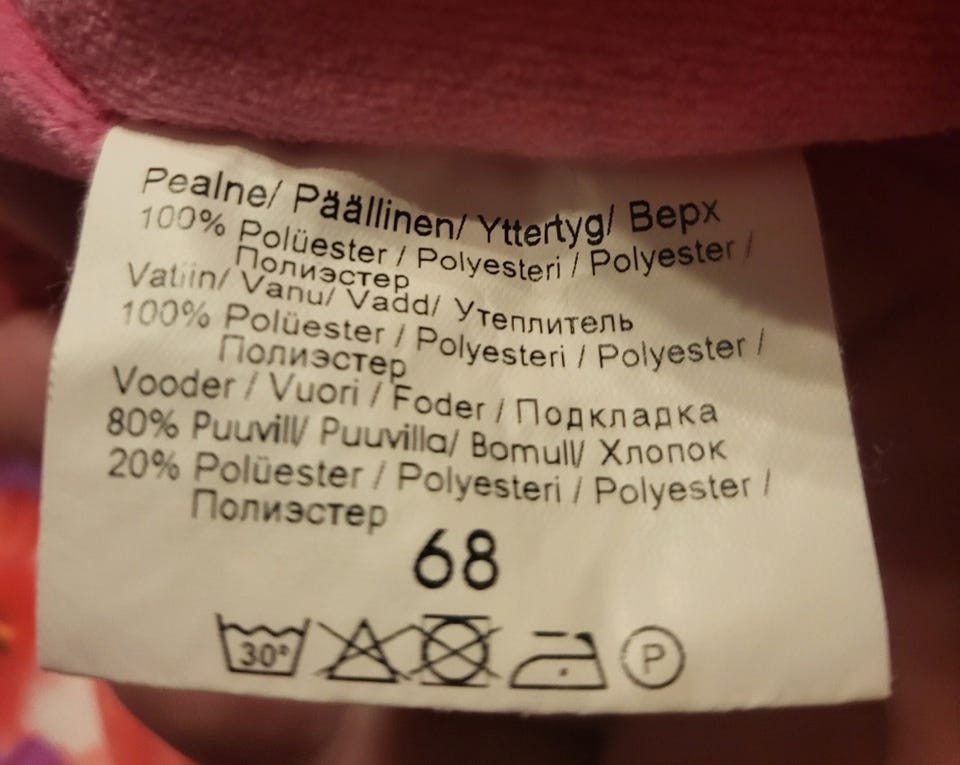 Pealne/ Päällinen/ Yttertyg/ Верх
100% Polüester / Polyesteri / Polyester /
Полиэстер
Vatiin/ Vanu/ Vadd/ Утеплитель
100% Polüester / Polyesteri / Polyester /
Полиэстер
Vooder / Vuori / Foder / Подкладка
80% Puuvill/ Puuvilla/ Bomull/ Хлопок
20% Polüester / Polyesteri / Polyester /
Полиэстер
68
30° P